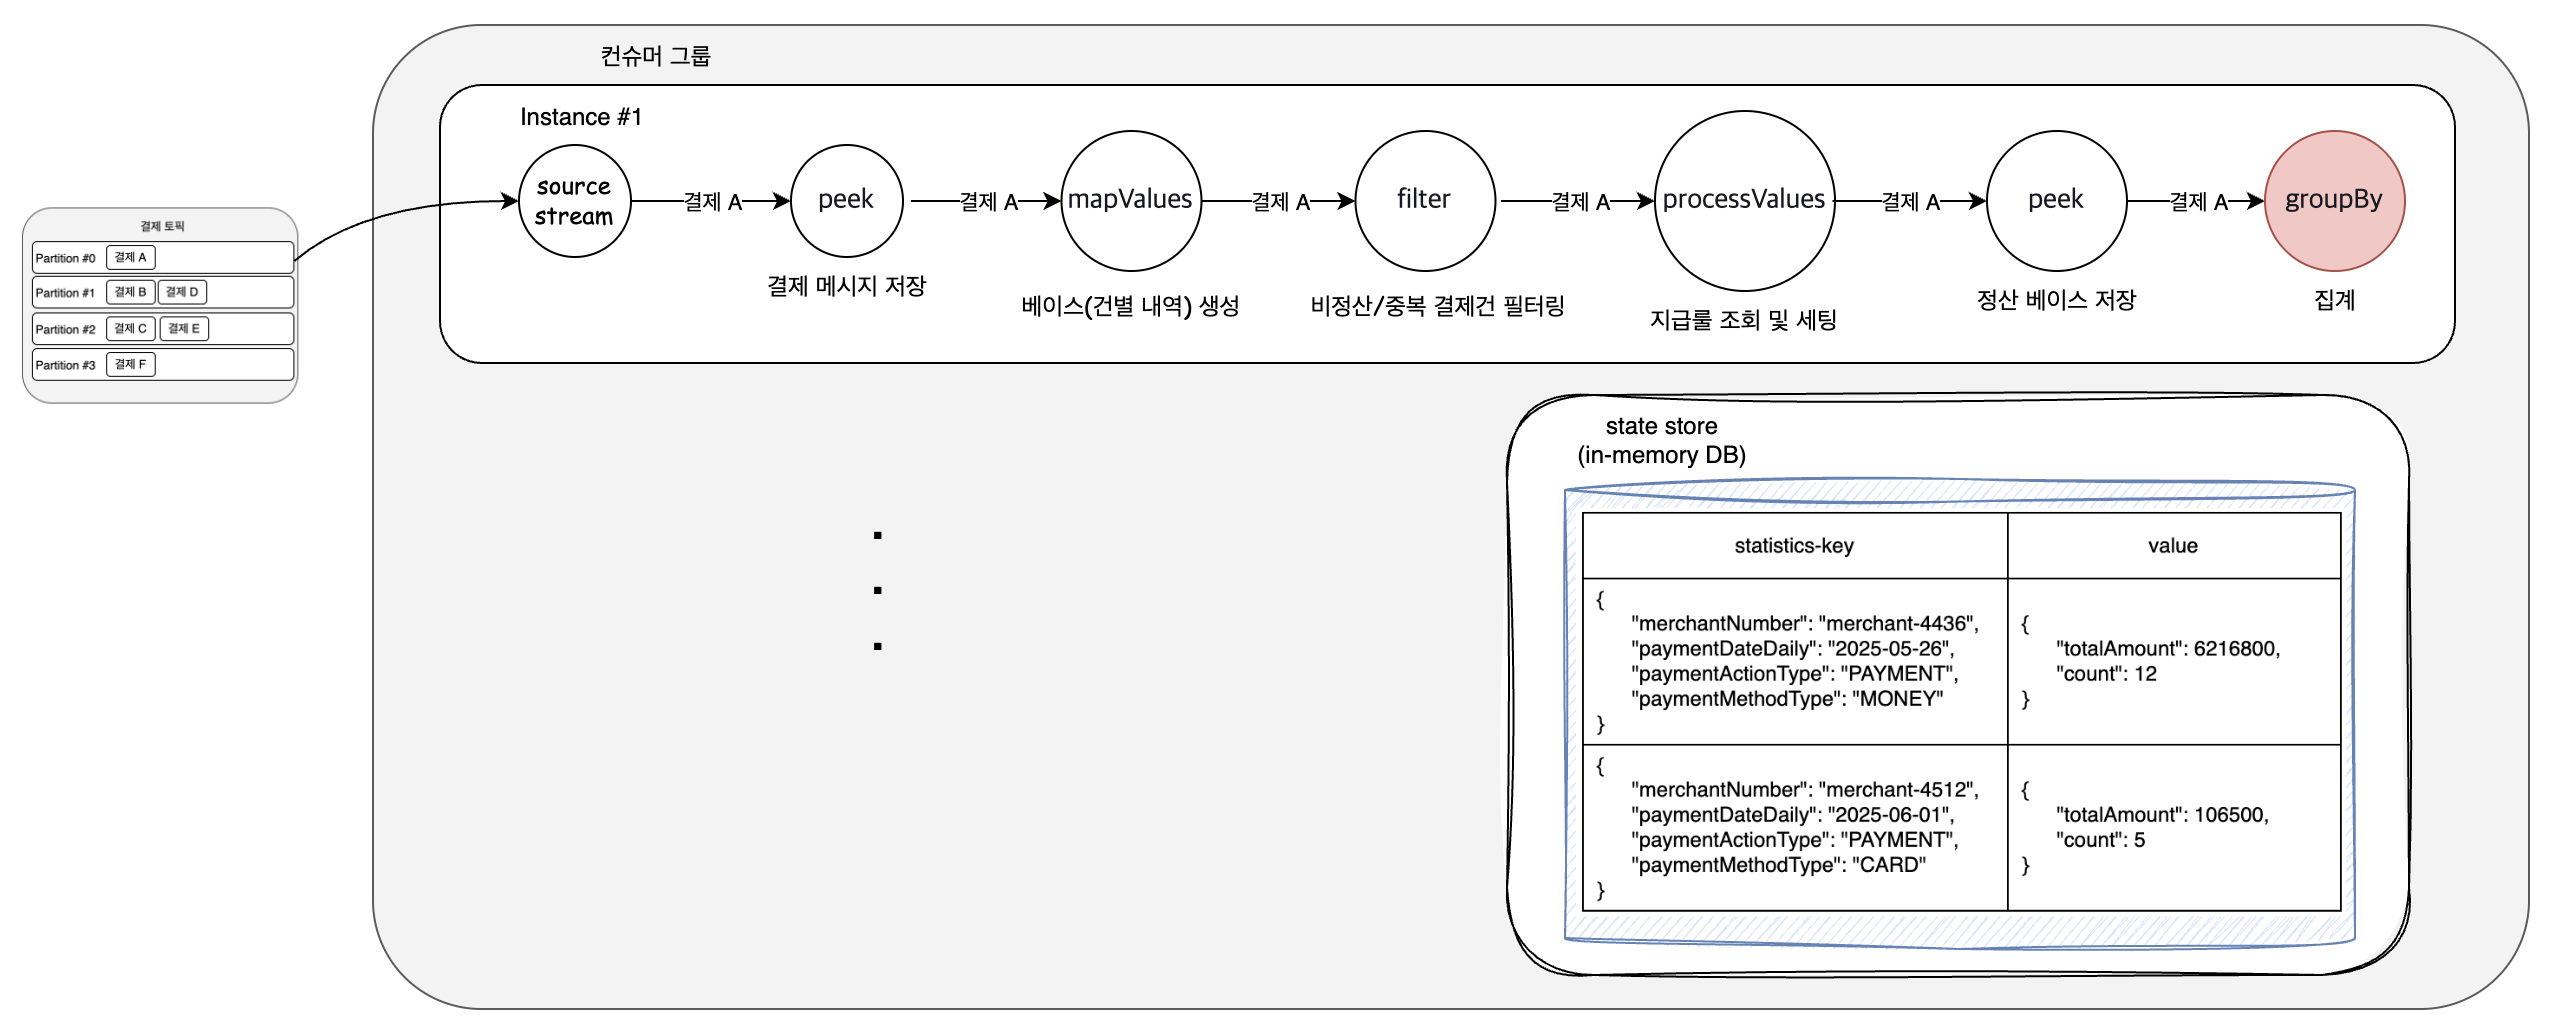 컨슈머 그룹
Instance #1
source
stream
결제 A
peek
결제 A
mapValues
결제 A
filter
결제 A
processValues
결제 A
peek
결제 A
groupBy
결제 메시지 저장
베이스(건별 내역) 생성
비정산/중복 결제건 필터링
지급룰 조회 및 세팅
정산 베이스 저장
집계
결제 토픽
Partition #0 결제 A
Partition #1 결제 B 결제 D
Partition #2 결제 C 결제 E
Partition #3 결제 F
state store
(in-memory DB)
statistics-key value
{
"merchantNumber": "merchant-4436",
"paymentDateDaily": "2025-05-26",
"paymentActionType": "PAYMENT",
"paymentMethodType": "MONEY"
}
{
"totalAmount": 6216800,
"count": 12
}
{
"merchantNumber": "merchant-4512",
"paymentDateDaily": "2025-06-01",
"paymentActionType": "PAYMENT",
"paymentMethodType": "CARD"
}
{
"totalAmount": 106500,
"count": 5
}